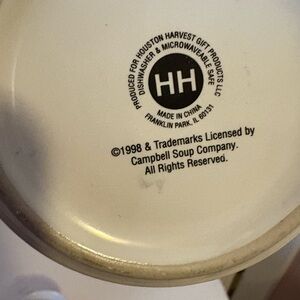 PRODUCED FOR HOUSTON HARVEST GIFT PRODUCTS, LLC
DISHWASHER & MICROWAVEABLE SAFE
HH
MADE IN CHINA
FRANKLIN PARK, IL 60131
©1998 & Trademarks Licensed by
Campbell Soup Company.
All Rights Reserved.